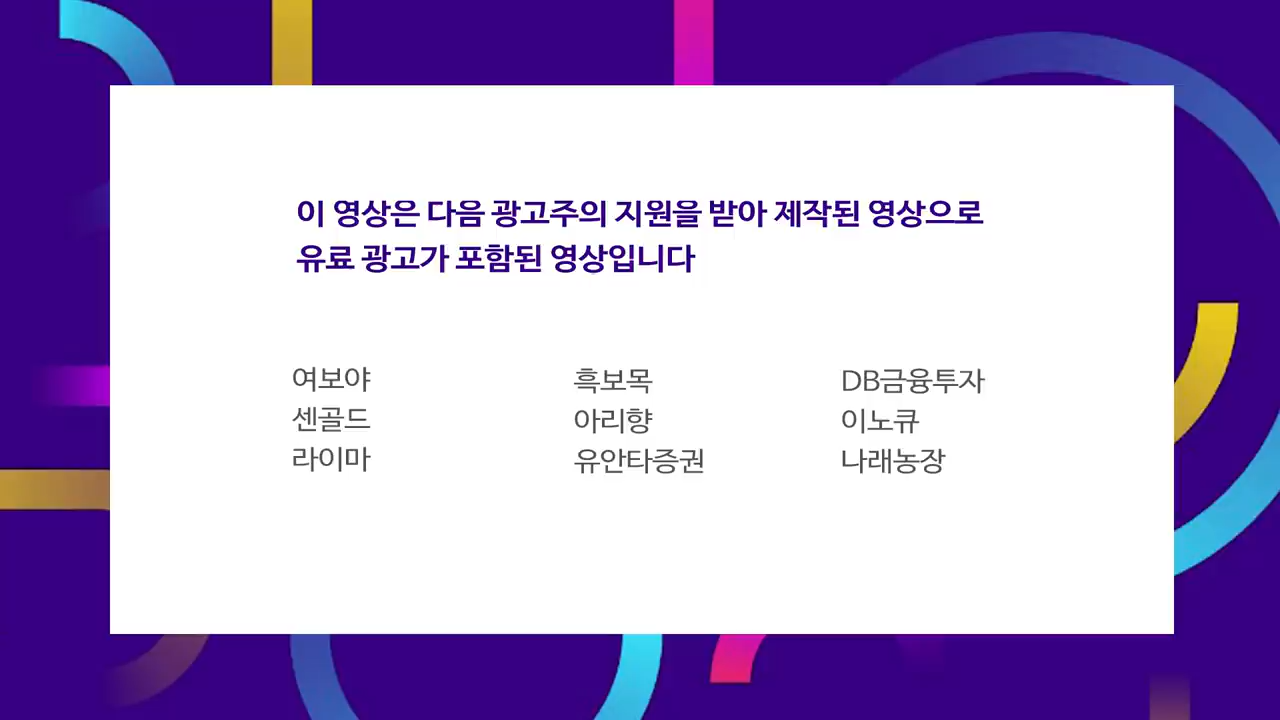 이 영상은 다음 광고주의 지원을 받아 제작된 영상으로
유료 광고가 포함된 영상입니다
여보야 흑보목 DB금융투자
센골드 아리향 이노큐
라이마 유안타증권 나래농장